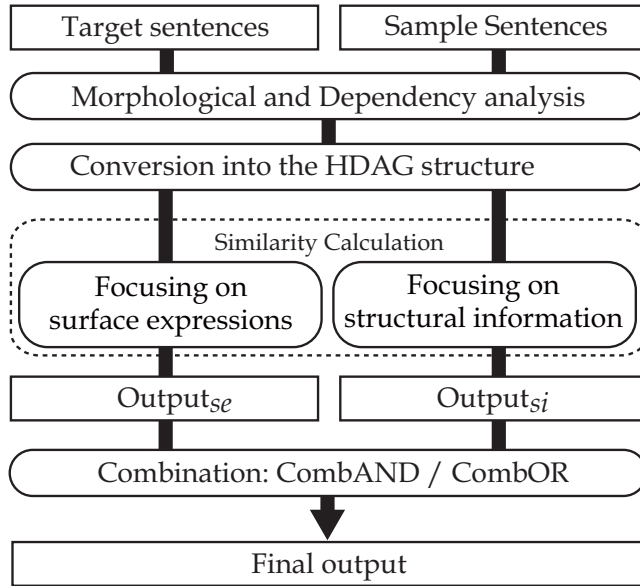 Target sentences
Sample Sentences
Morphological and Dependency analysis
Conversion into the HDAG structure
Similarity Calculation
Focusing on
surface expressions
Focusing on
structural information
Outputse
Outputsi
Combination: CombAND / CombOR
Final output